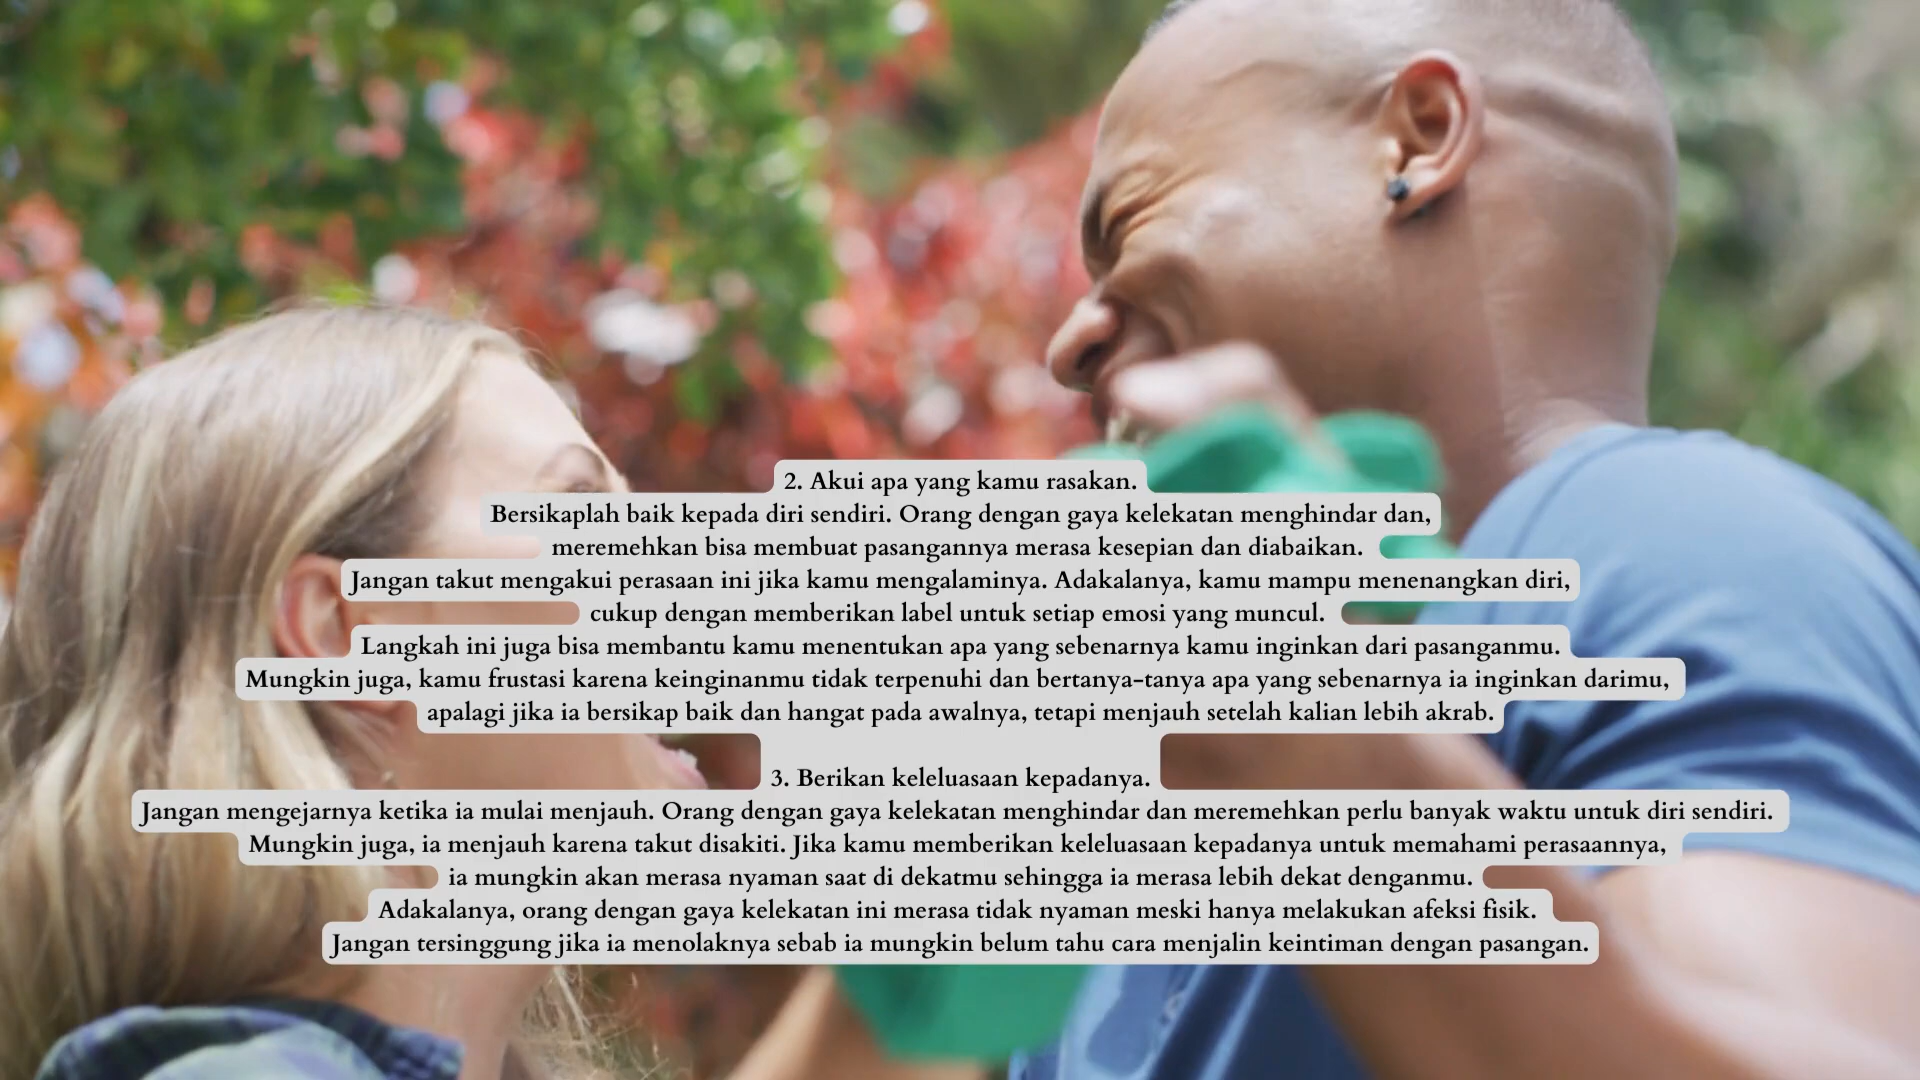 2. Akui apa yang kamu rasakan.
Bersikaplah baik kepada diri sendiri. Orang dengan gaya kelekatan menghindar dan,
meremehkan bisa membuat pasangannya merasa kesepian dan diabaikan.
Jangan takut mengakui perasaan ini jika kamu mengalaminya. Adakalanya, kamu mampu menenangkan diri,
cukup dengan memberikan label untuk setiap emosi yang muncul.
Langkah ini juga bisa membantu kamu menentukan apa yang sebenarnya kamu inginkan dari pasanganmu.
Mungkin juga, kamu frustasi karena keinginanmu tidak terpenuhi dan bertanya-tanya apa yang sebenarnya ia inginkan darimu,
apalagi jika ia bersikap baik dan hangat pada awalnya, tetapi menjauh setelah kalian lebih akrab.
3. Berikan keleluasaan kepadanya.
Jangan mengejarnya ketika ia mulai menjauh. Orang dengan gaya kelekatan menghindar dan meremehkan perlu banyak waktu untuk diri sendiri.
Mungkin juga, ia menjauh karena takut disakiti. Jika kamu memberikan keleluasaan kepadanya untuk memahami perasaannya,
ia mungkin akan merasa nyaman saat di dekatmu sehingga ia merasa lebih dekat denganmu.
Adakalanya, orang dengan gaya kelekatan ini merasa tidak nyaman meski hanya melakukan afeksi fisik.
Jangan tersinggung jika ia menolaknya sebab ia mungkin belum tahu cara menjalin keintiman dengan pasangan.